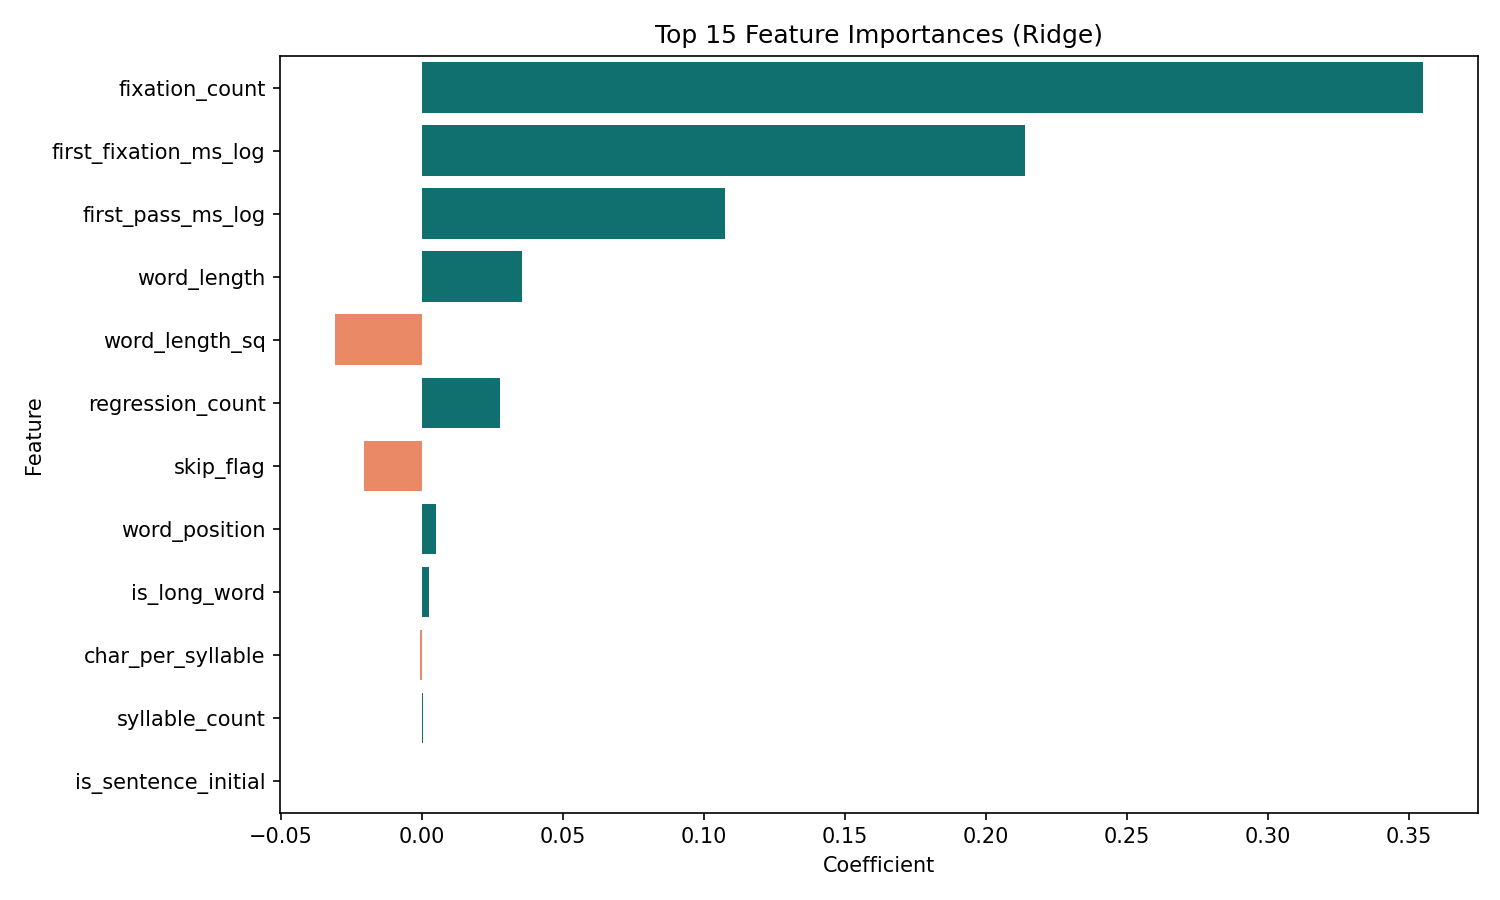 Top 15 Feature Importances (Ridge)
fixation_count
first_fixation_ms_log
first_pass_ms_log
word_length
word_length_sq
regression_count
skip_flag
word_position
is_long_word
char_per_syllable
syllable_count
is_sentence_initial
Feature
−0.05 0.00 0.05 0.10 0.15 0.20 0.25 0.30 0.35
Coefficient